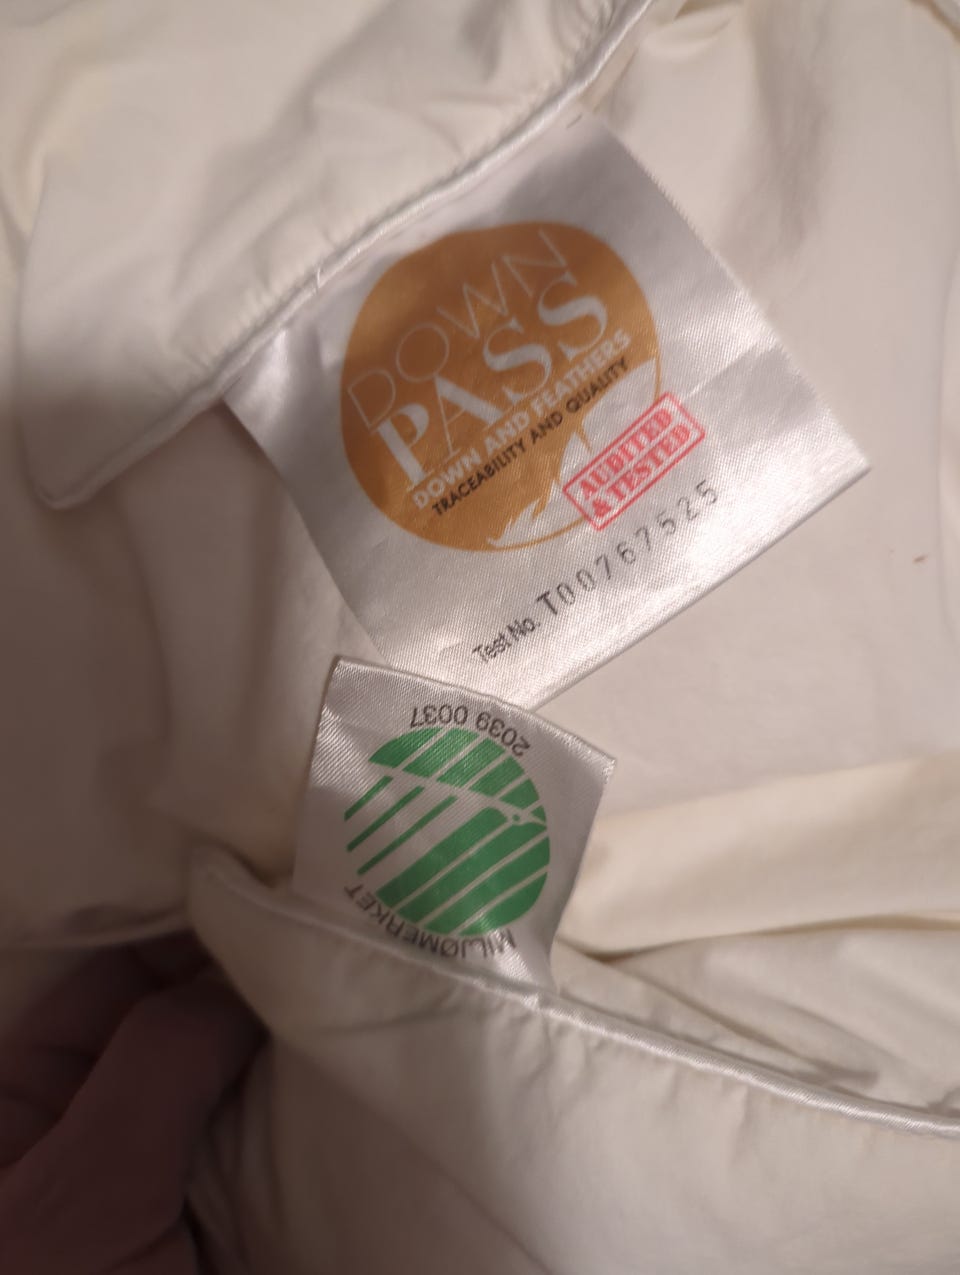 DOWN
PASS
DOWN AND FEATHERS
TRACEABILITY AND QUALITY
AUDITED
& TESTED
Test No. T00767525
MILJØMERKET
2039 0037